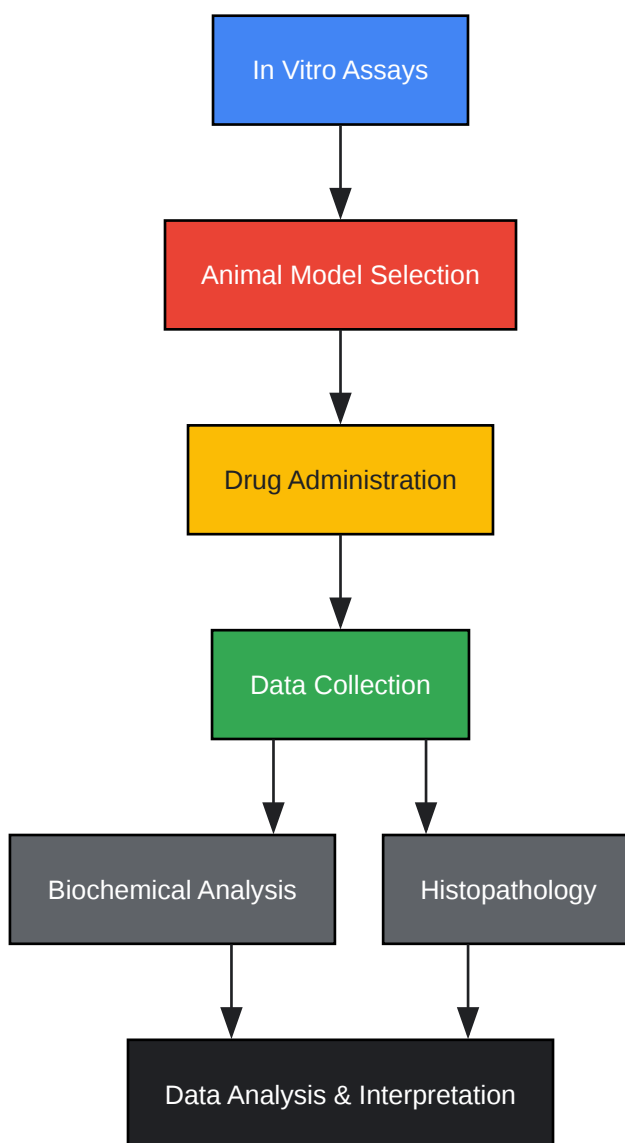 In Vitro Assays
Animal Model Selection
Drug Administration
Data Collection
Biochemical Analysis
Histopathology
Data Analysis & Interpretation